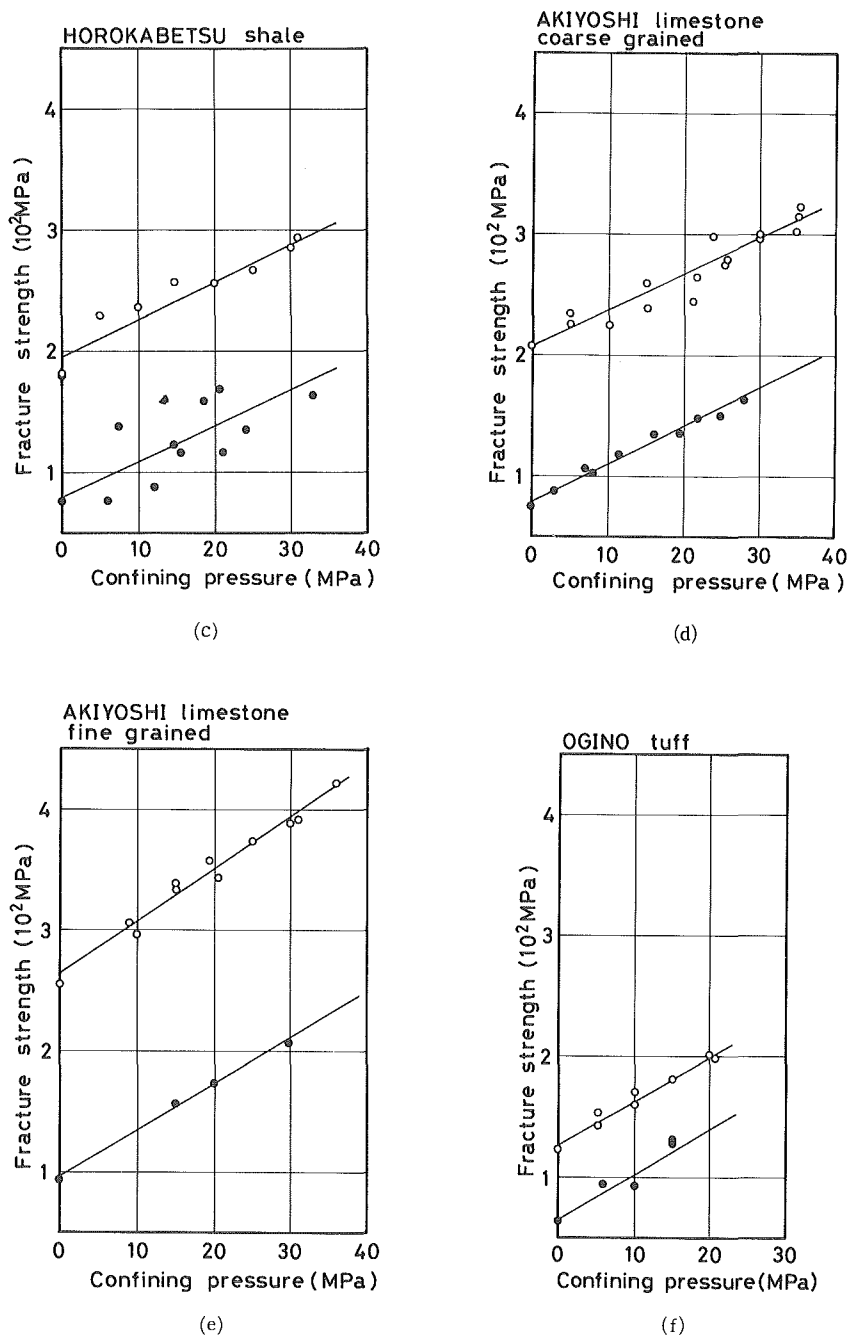 HOROKABETSU shale
4
3
2
1
Fracture strength (10²MPa)
0 10 20 30 40
Confining pressure (MPa)
(c)
AKIYOSHI limestone
coarse grained
4
3
2
1
Fracture strength (10²MPa)
0 10 20 30 40
Confining pressure (MPa)
(d)
AKIYOSHI limestone
fine grained
4
3
2
1
Fracture strength (10²MPa)
0 10 20 30 40
Confining pressure (MPa)
(e)
OGINO tuff
4
3
2
1
Fracture strength (10²MPa)
0 10 20 30
Confining pressure(MPa)
(f)